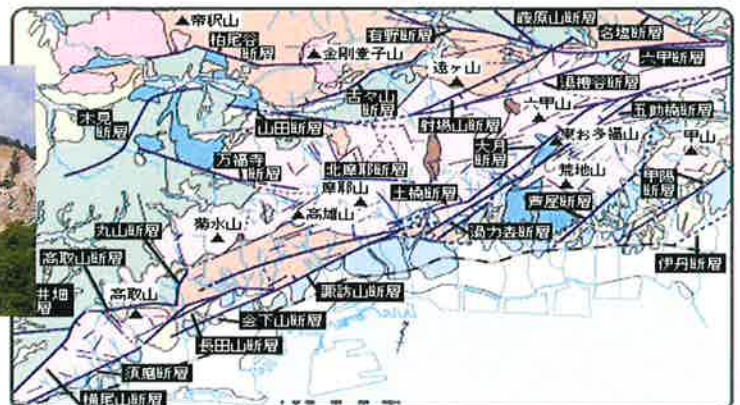 帝釈山
柏尾谷
断層
有野断層
藤原山断層
名塩断層
金剛童子山
六甲断層
逢ヶ山
湯槽谷断層
古々山
断層
六甲山
五助橋断層
木見
断層
山田断層
射場山断層
大月
断層
東お多福山
甲山
万福寺
断層
北摩耶断層
荒地山
甲陽
断層
摩耶山
土橋断層
芦屋断層
丸山断層
菊水山
高雄山
渦ヶ森断層
高取山断層
伊丹断層
井畑
層
高取山
諏訪山断層
会下山断層
長田山断層
須磨断層
横尾山断層